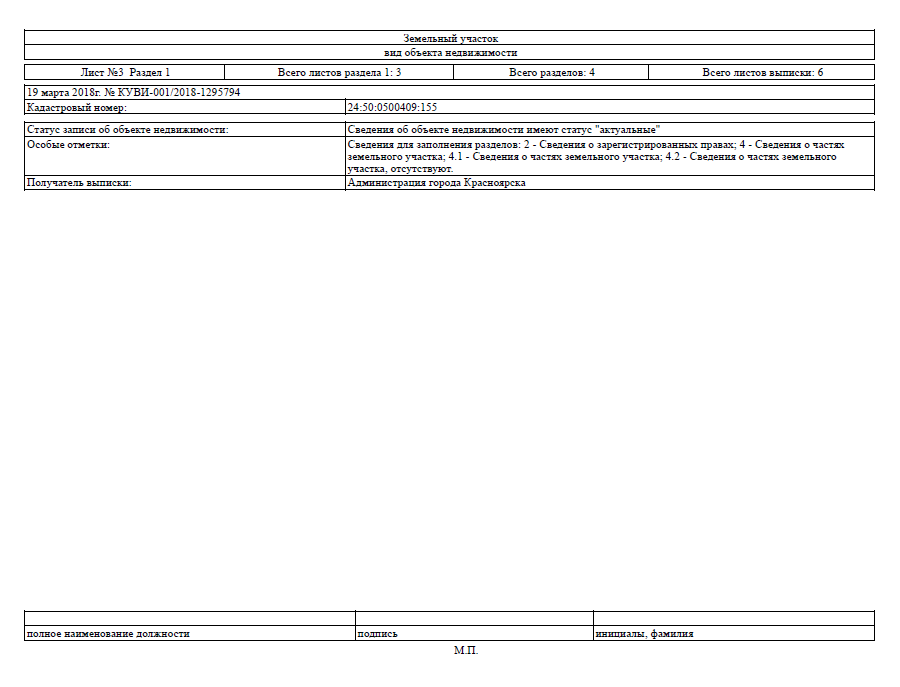 Земельный участок
вид объекта недвижимости
Лист №3 Раздел 1 Всего листов раздела 1: 3 Всего разделов: 4 Всего листов выписки: 6
19 марта 2018г. № КУВИ-001/2018-1295794
Кадастровый номер: 24:50:0500409:155
Статус записи об объекте недвижимости: Сведения об объекте недвижимости имеют статус "актуальные"
Особые отметки: Сведения для заполнения разделов: 2 - Сведения о зарегистрированных правах; 4 - Сведения о частях
земельного участка; 4.1 - Сведения о частях земельного участка; 4.2 - Сведения о частях земельного
участка, отсутствуют.
Получатель выписки: Администрация города Красноярска
полное наименование должности подпись инициалы, фамилия
М.П.